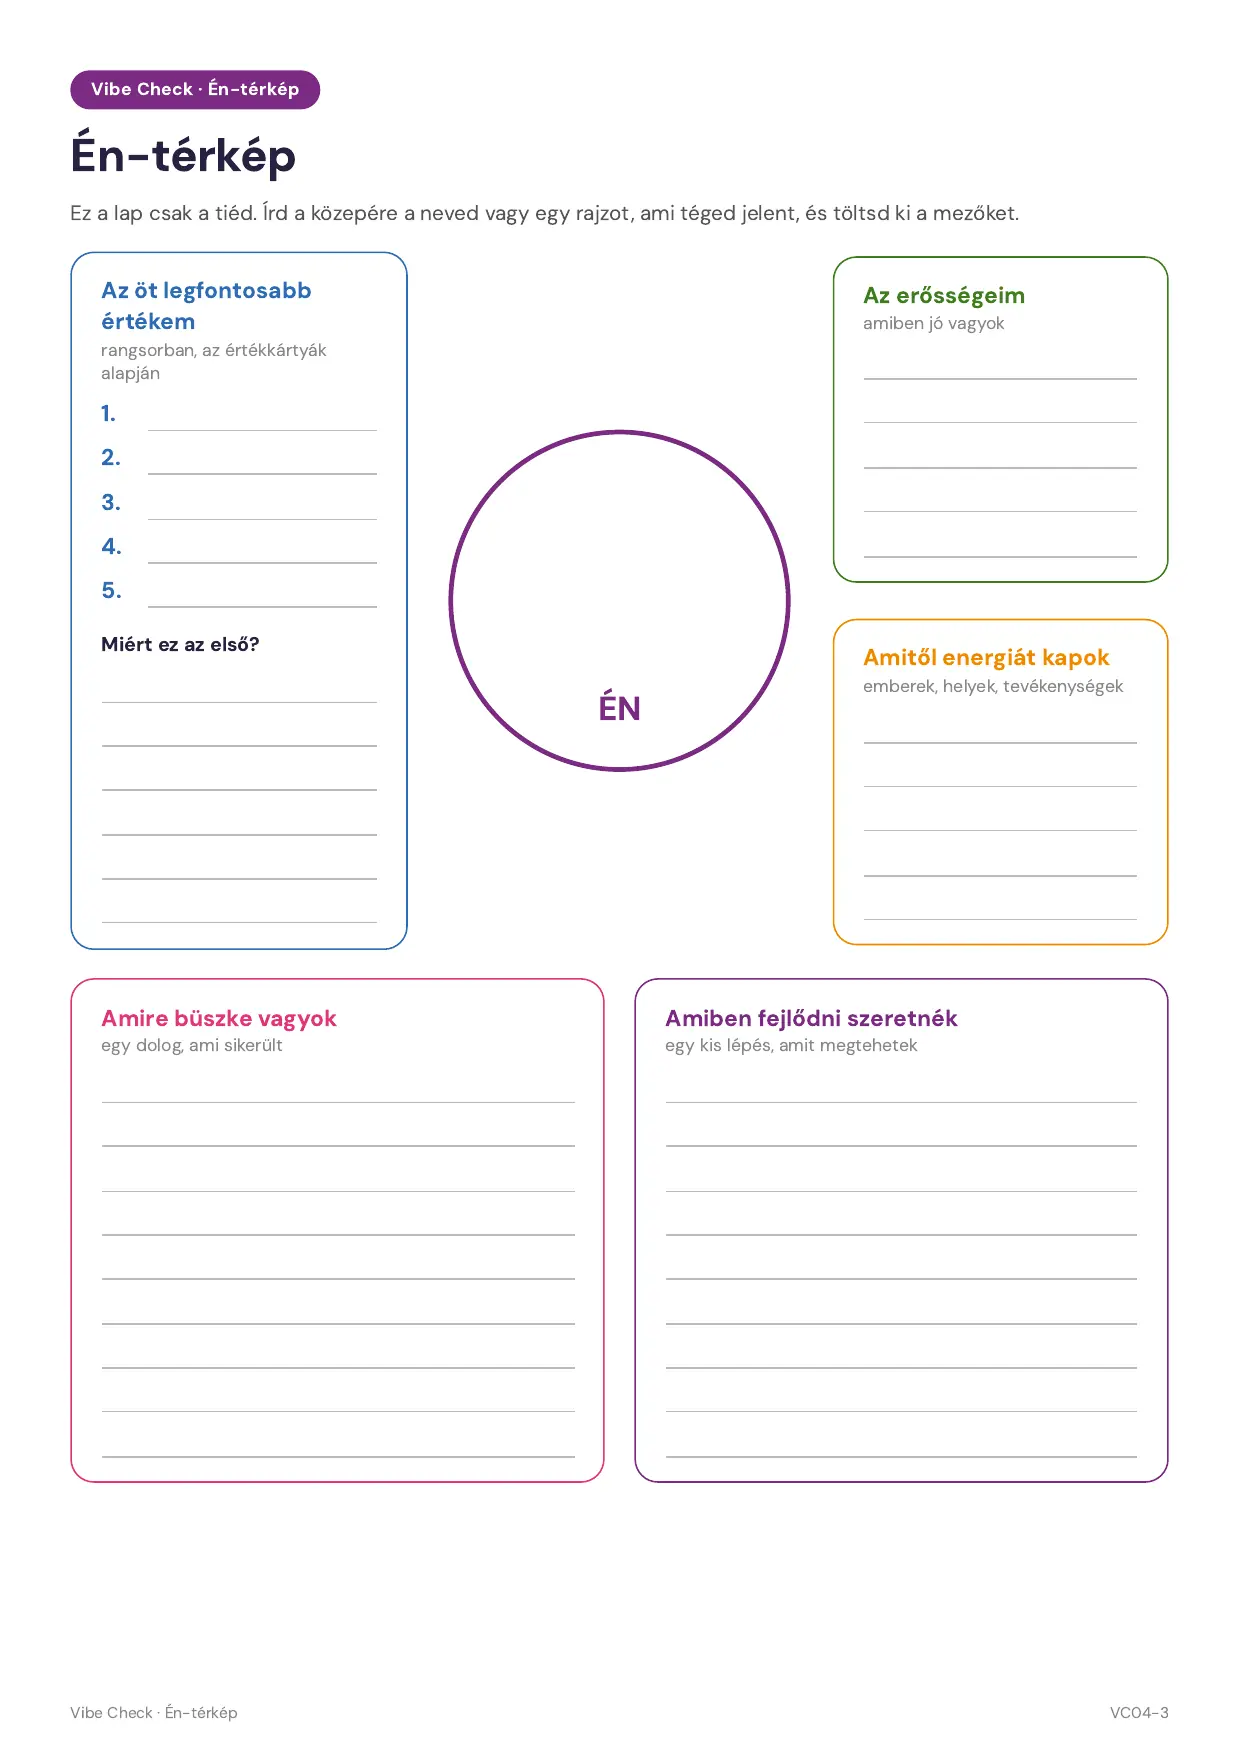 Vibe Check · Én-térkép
Én-térkép
Ez a lap csak a tiéd. Írd a közepére a neved vagy egy rajzot, ami téged jelent, és töltsd ki a mezőket.
Az öt legfontosabb
értékem
rangsorban, az értékkártyák
alapján
1.
2.
3.
4.
5.
Miért ez az első?
ÉN
Az erősségeim
amiben jó vagyok
Amitől energiát kapok
emberek, helyek, tevékenységek
Amire büszke vagyok
egy dolog, ami sikerült
Amiben fejlődni szeretnék
egy kis lépés, amit megtehetek
Vibe Check · Én-térkép
VC04-3